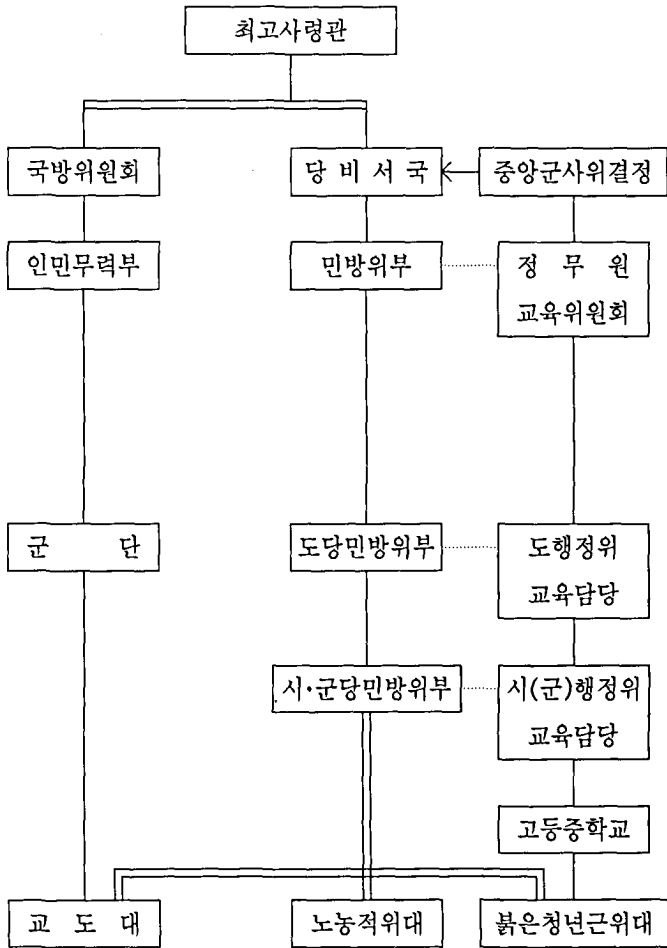 최고사령관
국방위원회
당 비 서 국
중앙군사위결정
인민무력부
민방위부
정 무 원
교육위원회
군 단
도당민방위부
도행정위
교육담당
시·군당민방위부
시(군)행정위
교육담당
고등중학교
교 도 대
노농적위대
붉은청년근위대